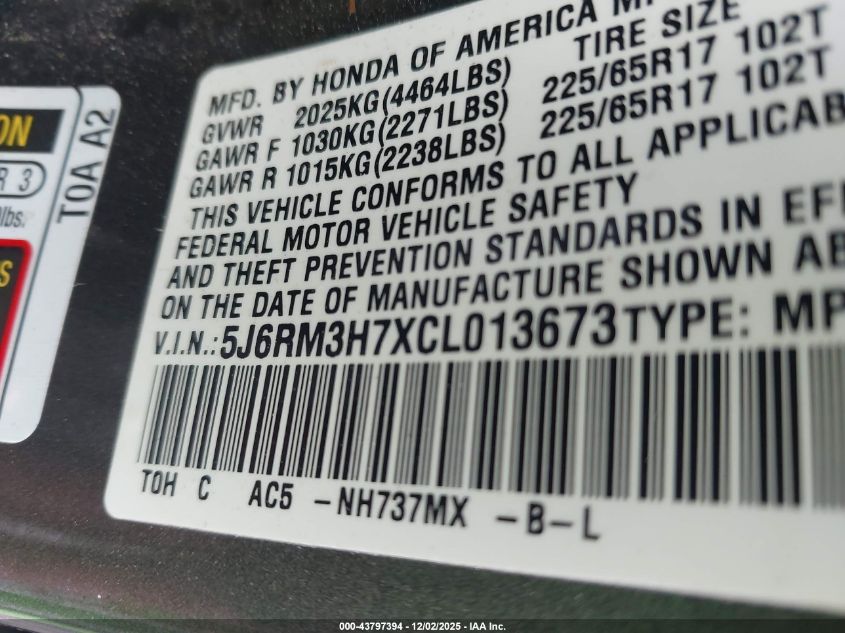 ON
R 3
lbs.
S
T0A A2
MFD. BY HONDA OF AMERICA
TIRE SIZE
GVWR 2025KG(4464LBS)
GAWR F 1030KG(2271LBS) 225/65R17 102T
GAWR R 1015KG(2238LBS) 225/65R17 102T
THIS VEHICLE CONFORMS TO ALL APPLICAB
FEDERAL MOTOR VEHICLE SAFETY
AND THEFT PREVENTION STANDARDS IN EFF
ON THE DATE OF MANUFACTURE SHOWN AB
V.I.N.: 5J6RM3H7XCL013673 TYPE: MP
TOH C AC5 -NH737MX -B-L
000-43797394 - 12/02/2025 - IAA Inc.